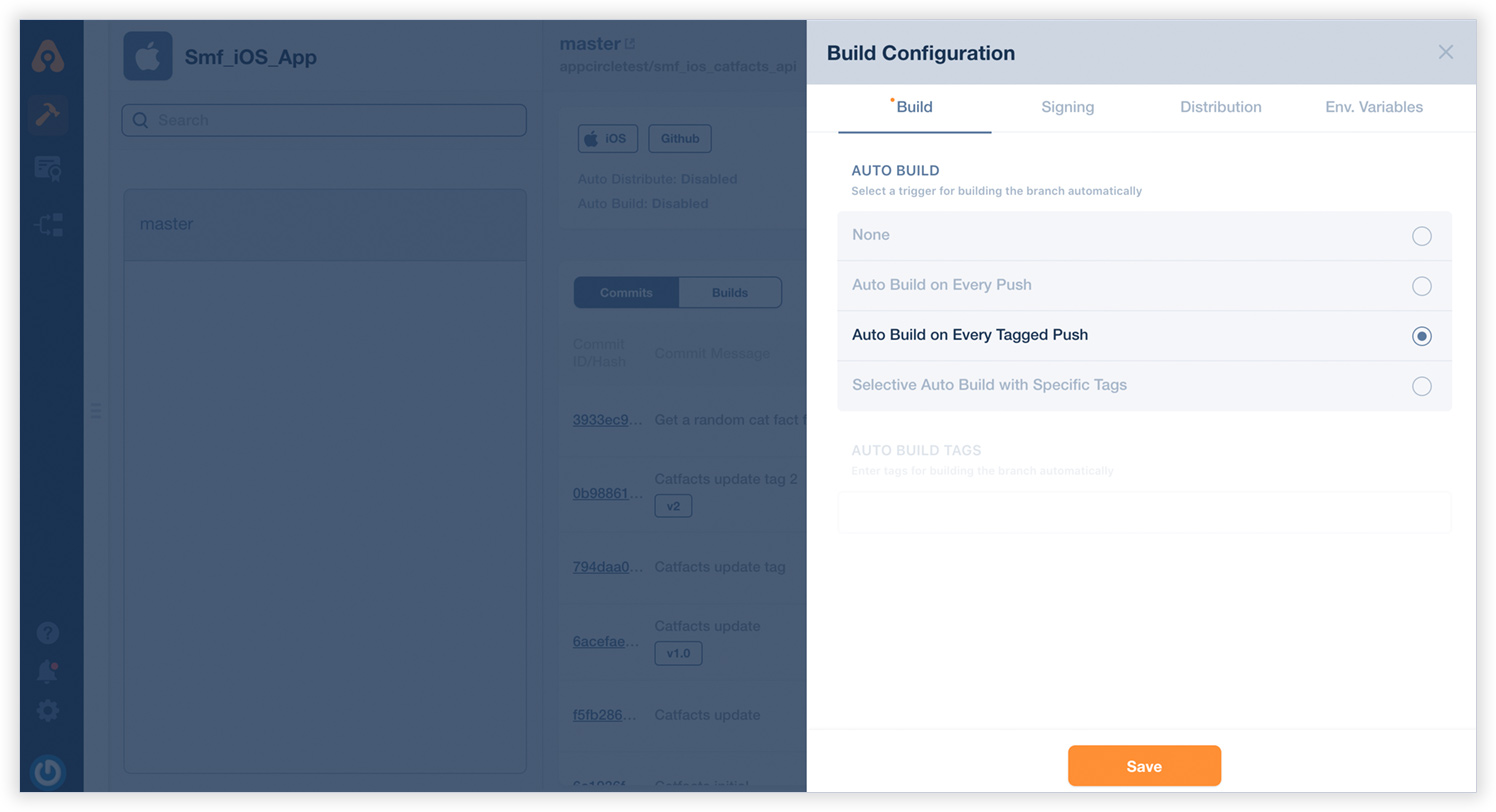 Smf_iOS_App
Search
master
master
appcircletest/smf_ios_catfacts_api
iOS
Github
Auto Distribute: Disabled
Auto Build: Disabled
Commits
Builds
Commit
ID/Hash
Commit Message
3933ec9...
Get a random cat fact f
0b98861...
Catfacts update tag 2
v2
794daa0...
Catfacts update tag
6acefae...
Catfacts update
v1.0
f5fb286...
Catfacts update
Catfacts initial
Build Configuration
Build
Signing
Distribution
Env. Variables
AUTO BUILD
Select a trigger for building the branch automatically
None
Auto Build on Every Push
Auto Build on Every Tagged Push
Selective Auto Build with Specific Tags
AUTO BUILD TAGS
Enter tags for building the branch automatically
Save